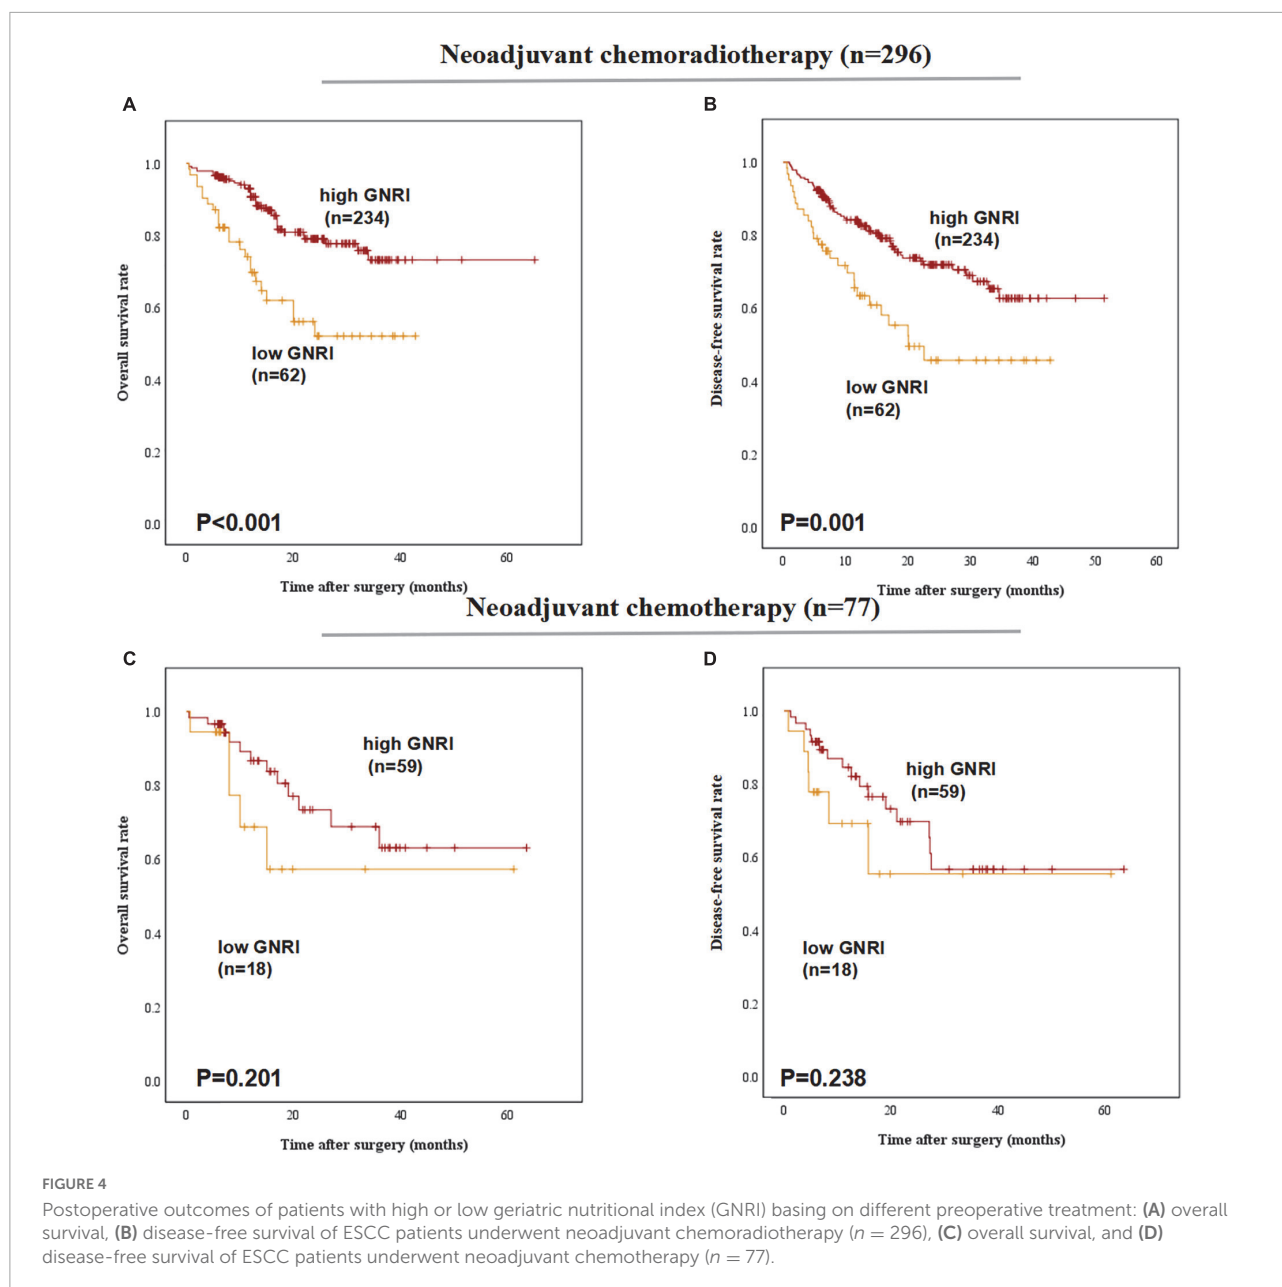 Neoadjuvant chemoradiotherapy (n=296)
A
Overall survival rate
1.0
0.8
0.6
0.4
0.2
0.0
high GNRI
(n=234)
low GNRI
(n=62)
P<0.001
0 20 40 60
Time after surgery (months)
B
Disease-free survival rate
1.0
0.8
0.6
0.4
0.2
0.0
high GNRI
(n=234)
low GNRI
(n=62)
P=0.001
0 10 20 30 40 50 60
Time after surgery (months)
Neoadjuvant chemotherapy (n=77)
C
Overall survival rate
1.0
0.8
0.6
0.4
0.2
0.0
high GNRI
(n=59)
low GNRI
(n=18)
P=0.201
0 20 40 60
Time after surgery (months)
D
Disease-free survival rate
1.0
0.8
0.6
0.4
0.2
0.0
high GNRI
(n=59)
low GNRI
(n=18)
P=0.238
0 20 40 60
Time after surgery (months)
FIGURE 4
Postoperative outcomes of patients with high or low geriatric nutritional index (GNRI) basing on different preoperative treatment: (A) overall
survival, (B) disease-free survival of ESCC patients underwent neoadjuvant chemoradiotherapy (n = 296), (C) overall survival, and (D)
disease-free survival of ESCC patients underwent neoadjuvant chemotherapy (n = 77).